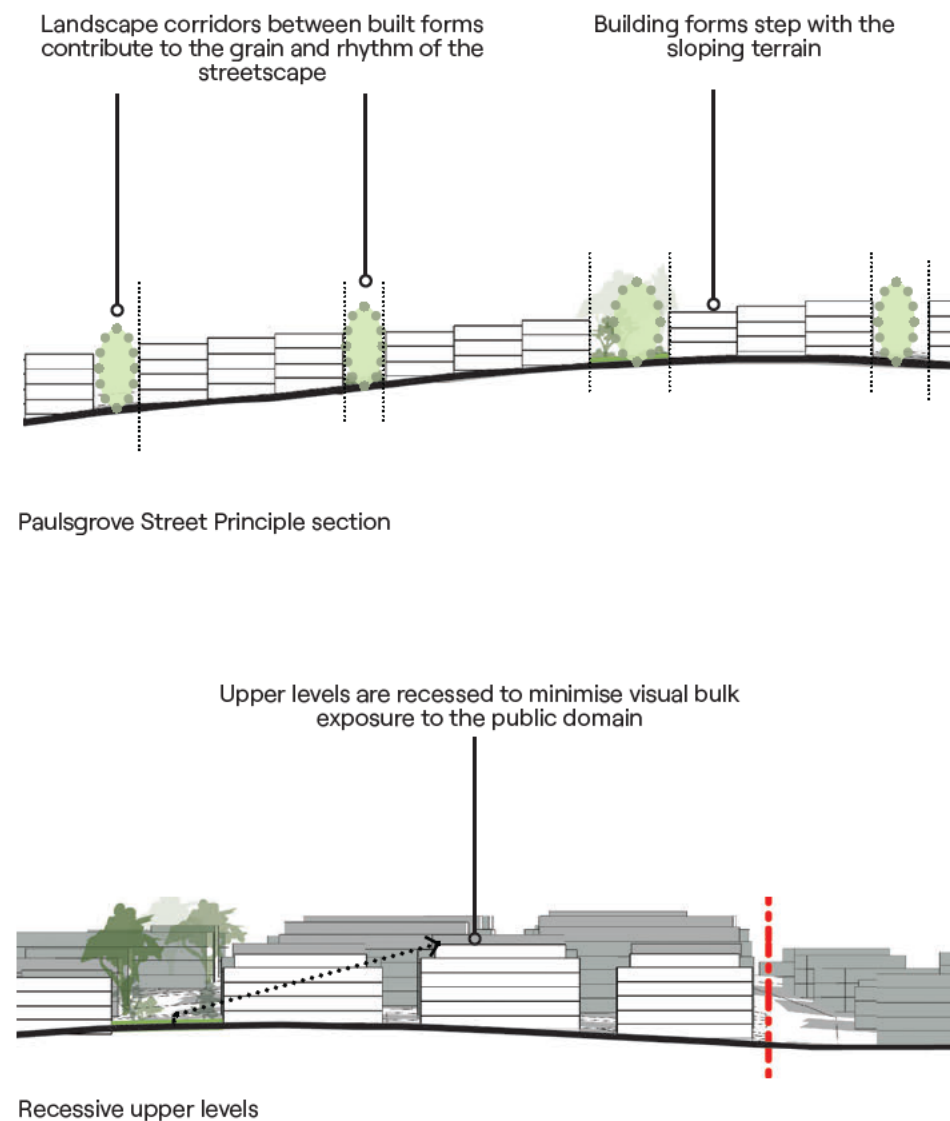 Landscape corridors between built forms
contribute to the grain and rhythm of the
streetscape
Building forms step with the
sloping terrain
Paulsgrove Street Principle section
Upper levels are recessed to minimise visual bulk
exposure to the public domain
Recessive upper levels